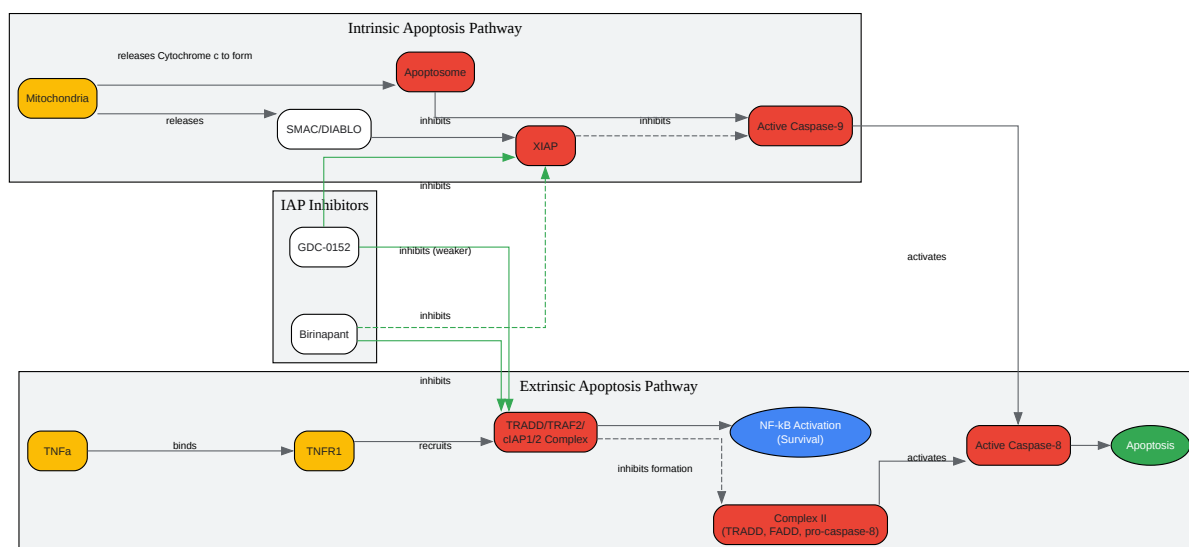 Intrinsic Apoptosis Pathway
releases Cytochrome c to form
Apoptosome
Mitochondria
releases
SMAC/DIABLO
inhibits
inhibits
Active Caspase-9
XIAP
inhibits
IAP Inhibitors
GDC-0152
inhibits (weaker)
activates
inhibits
Birinapant
inhibits
Extrinsic Apoptosis Pathway
TRADD/TRAF2/
cIAP1/2 Complex
NF-kB Activation
(Survival)
TNFa
binds
TNFR1
recruits
Active Caspase-8
Apoptosis
activates
inhibits formation
Complex II
(TRADD, FADD, pro-caspase-8)